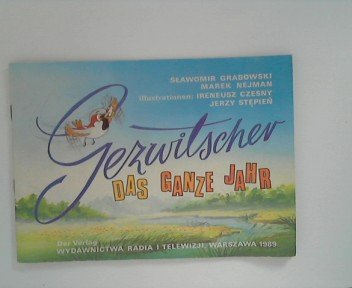 SŁAWOMIR GRABOWSKI
MAREK NEJMAN
illustrationen: IRENEUSZ CZESNY
JERZY STĘPIEŃ
Gezwitscher
DAS GANZE JAHR
Der Verlag
WYDAWNICTWA RADIA I TELEWIZJI, WARSZAWA 1989